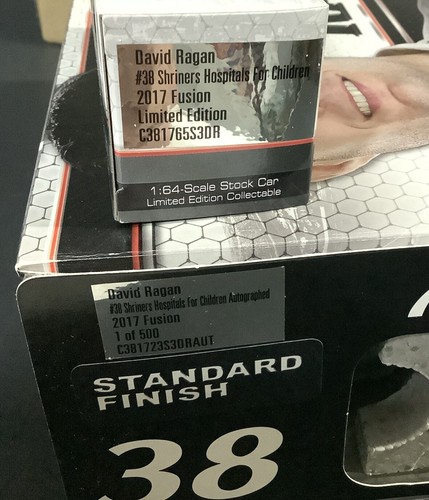 David Ragan
#38 Shriners Hospitals For Children
2017 Fusion
Limited Edition
C381765S3DR
1:64-Scale Stock Car
Limited Edition Collectable
David Ragan
#38 Shriners Hospitals For Children Autographed
2017 Fusion
1 of 500
C381723S3DRAUT
STANDARD
FINISH
38